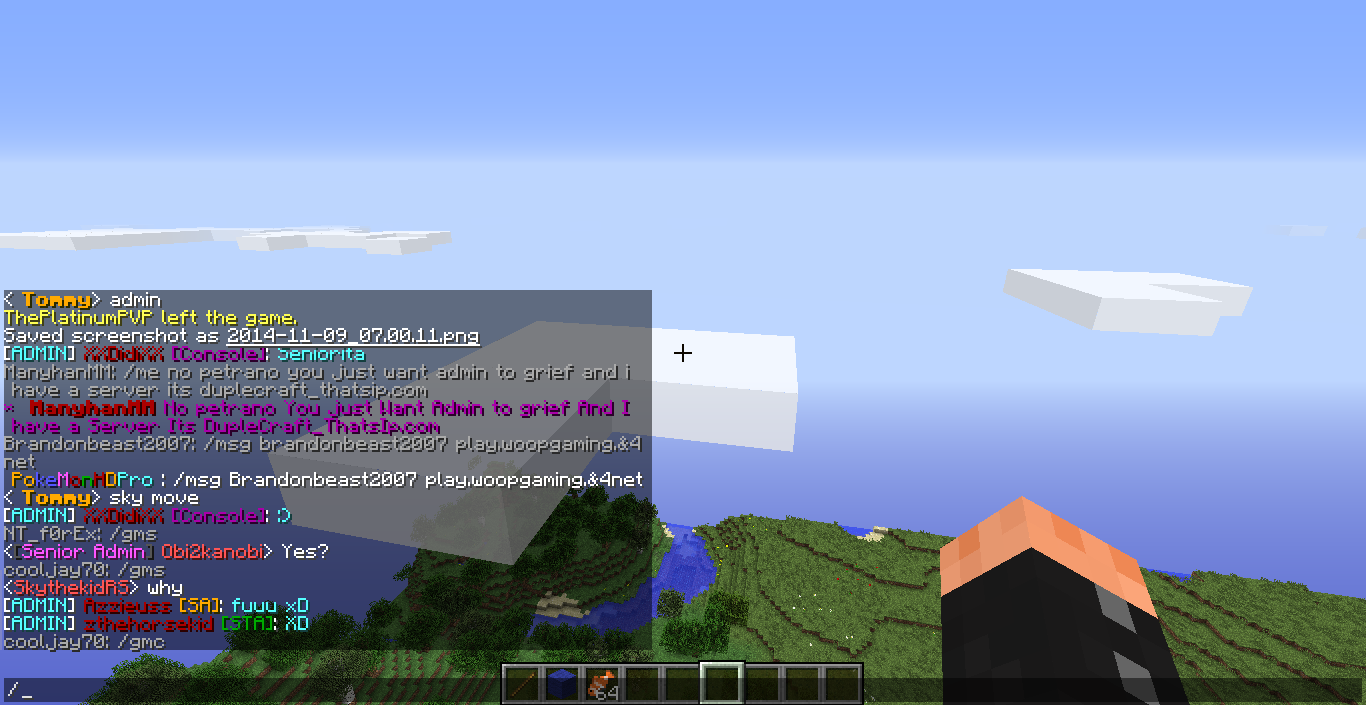 < Tommy> admin
ThePlatinumPVP left the game.
Saved screenshot as 2014-11-09_07.00.11.png
[ADMIN] XXDidiXX [Console]: Seniorita
ManyhanMM: /me no petrano you just want admin to grief and i
have a server its duplecraft_thatsip.com
* ManyhanMM No petrano You just Want Admin to grief And I
have a Server Its DupleCraft_ThatsIp.com
Brandonbeast2007: /msg brandonbeast2007 play.woopgaming.&4
net
PokeMonMDPro : /msg Brandonbeast2007 play.woopgaming.&4net
< Tommy> sky move
[ADMIN] XXDidiXX [Console]: :)
NT_f0rEx: /gms
<[Senior Admin] Obi2kanobi> Yes?
cooljay70: /gms
<SkythekidRS> why
[ADMIN] Azzieuss [SA]: fuuu xD
[ADMIN] zthehorsekid [STA]: XD
cooljay70: /gmc
64
/_